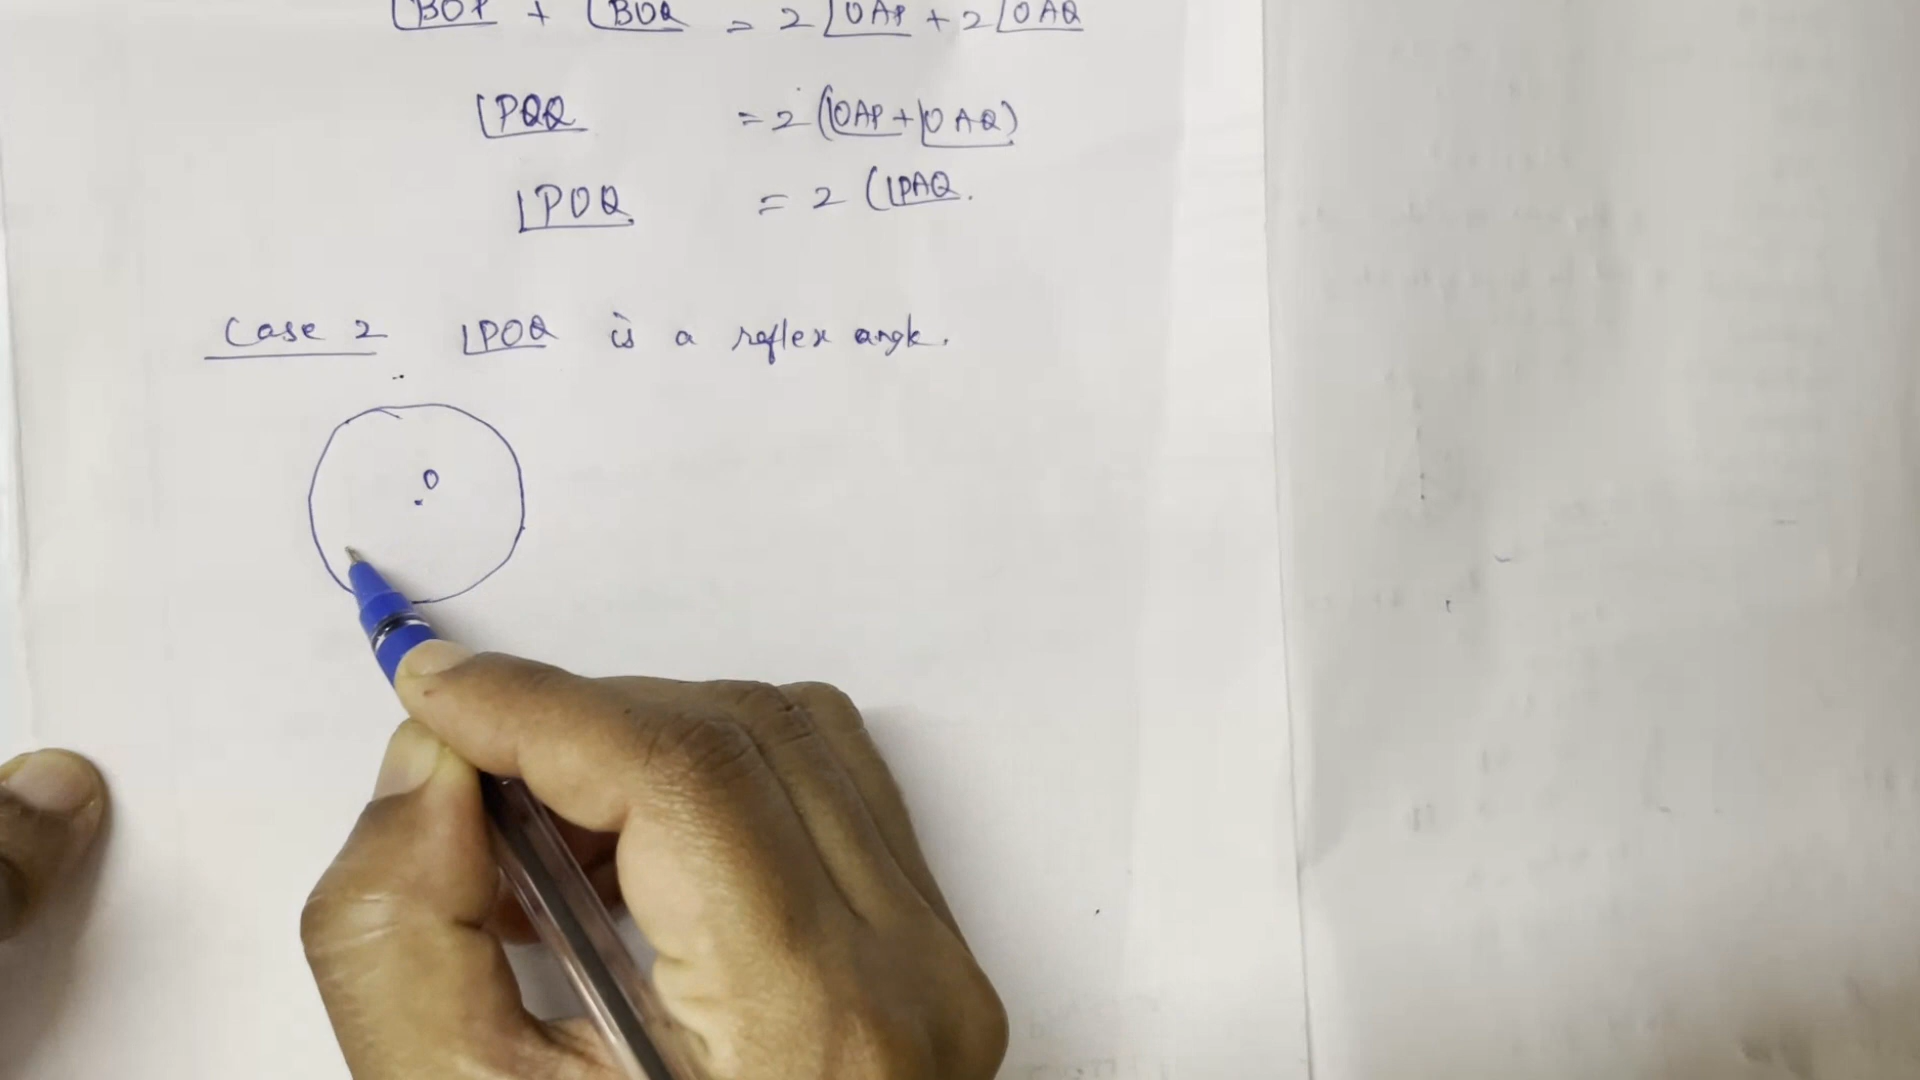 ∠BOP + ∠BOQ = 2∠OAP + 2∠OAQ
∠PQQ = 2(∠OAP+∠OAQ)
∠POQ = 2(∠PAQ.
Case 2 ∠POQ is a reflex angle.
O